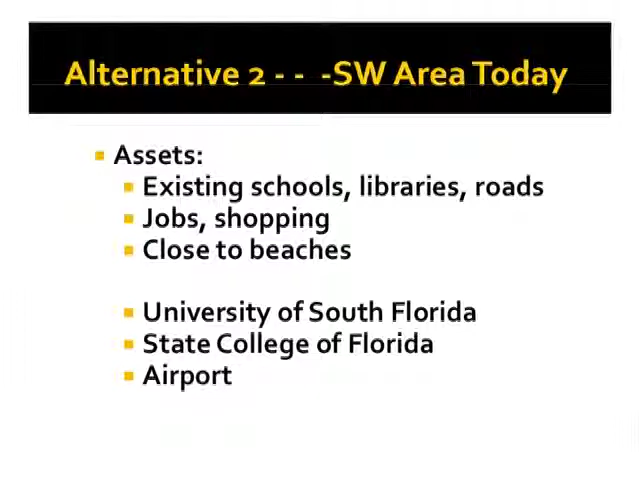 Alternative 2 - -  -SW Area Today
Assets:
Existing schools, libraries, roads
Jobs, shopping
Close to beaches
University of South Florida
State College of Florida
Airport